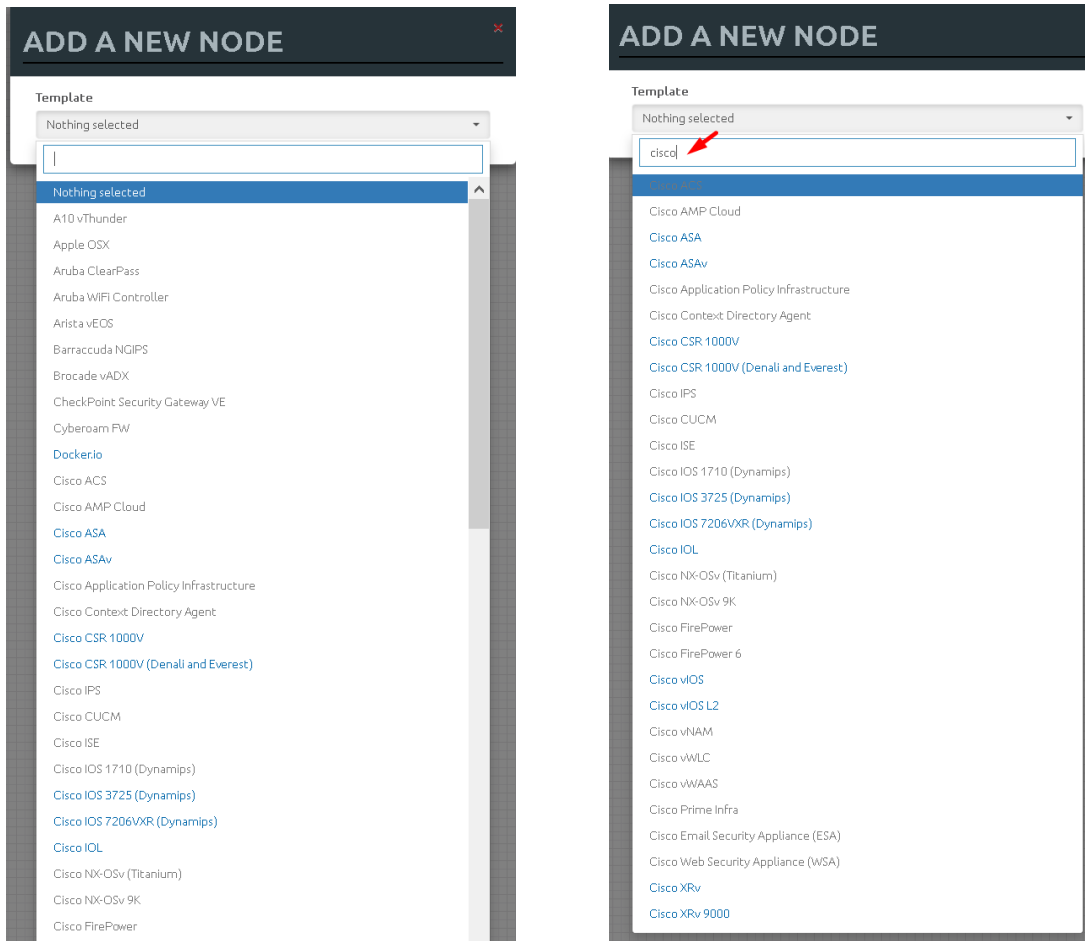 ADD A NEW NODE
×
Template
Nothing selected
Nothing selected
A10 vThunder
Apple OSX
Aruba ClearPass
Aruba WiFi Controller
Arista vEOS
Barraccuda NGIPS
Brocade vADX
CheckPoint Security Gateway VE
Cyberoam FW
Docker.io
Cisco ACS
Cisco AMP Cloud
Cisco ASA
Cisco ASAv
Cisco Application Policy Infrastructure
Cisco Context Directory Agent
Cisco CSR 1000V
Cisco CSR 1000V (Denali and Everest)
Cisco IPS
Cisco CUCM
Cisco ISE
Cisco IOS 1710 (Dynamips)
Cisco IOS 3725 (Dynamips)
Cisco IOS 7206VXR (Dynamips)
Cisco IOL
Cisco NX-OSv (Titanium)
Cisco NX-OSv 9K
Cisco FirePower
ADD A NEW NODE
Template
Nothing selected
cisco
Cisco ACS
Cisco AMP Cloud
Cisco ASA
Cisco ASAv
Cisco Application Policy Infrastructure
Cisco Context Directory Agent
Cisco CSR 1000V
Cisco CSR 1000V (Denali and Everest)
Cisco IPS
Cisco CUCM
Cisco ISE
Cisco IOS 1710 (Dynamips)
Cisco IOS 3725 (Dynamips)
Cisco IOS 7206VXR (Dynamips)
Cisco IOL
Cisco NX-OSv (Titanium)
Cisco NX-OSv 9K
Cisco FirePower
Cisco FirePower 6
Cisco vIOS
Cisco vIOS L2
Cisco vNAM
Cisco vWLC
Cisco vWAAS
Cisco Prime Infra
Cisco Email Security Appliance (ESA)
Cisco Web Security Appliance (WSA)
Cisco XRv
Cisco XRv 9000